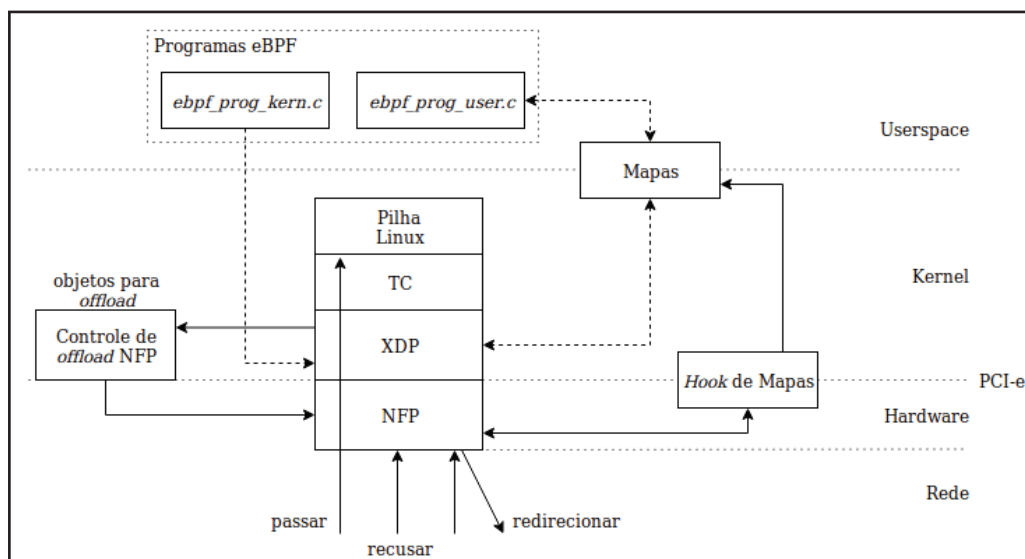 Programas eBPF
ebpf_prog_kern.c
ebpf_prog_user.c
Userspace
Mapas
Pilha
Linux
TC
Kernel
objetos para
offload
Controle de
offload NFP
XDP
Hook de Mapas
PCI-e
NFP
Hardware
Rede
passar
redirecionar
recusar